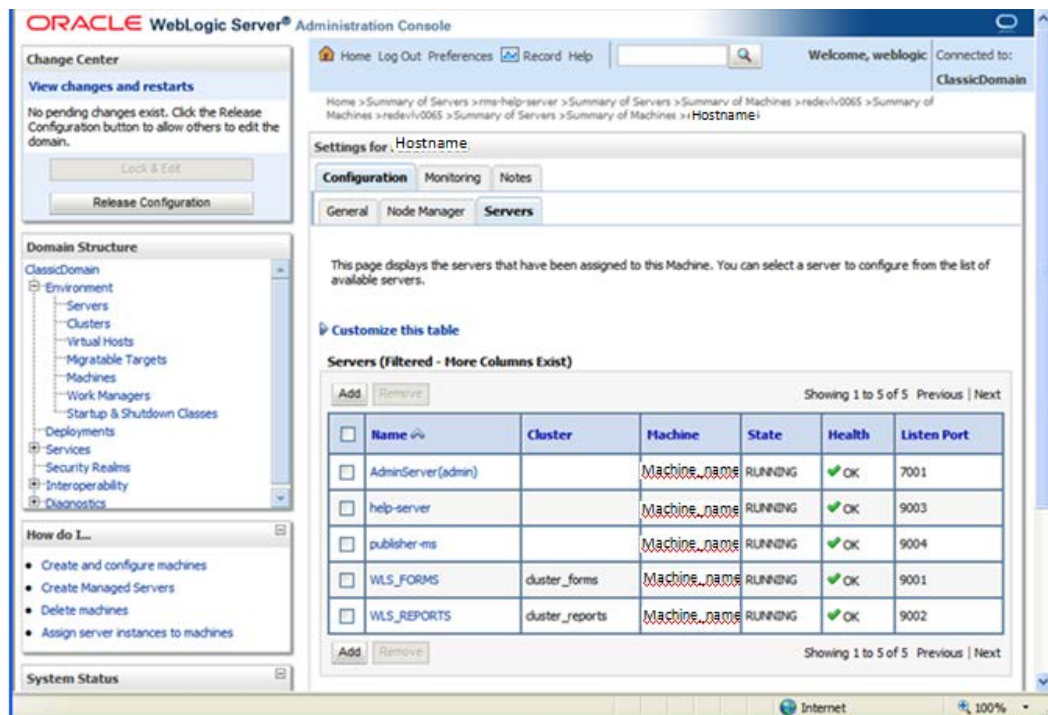 ORACLE WebLogic Server® Administration Console
Change Center
View changes and restarts
No pending changes exist. Click the Release
Configuration button to allow others to edit the
domain.
Lock & Edit
Release Configuration
Domain Structure
ClassicDomain
Environment
Servers
Clusters
Virtual Hosts
Migratable Targets
Machines
Work Managers
Startup & Shutdown Classes
Deployments
Services
Security Realms
Interoperability
Diagnostics
How do I...
Create and configure machines
Create Managed Servers
Delete machines
Assign server instances to machines
System Status
Home Log Out Preferences Record Help
Welcome, weblogic
Connected to:
ClassicDomain
Home >Summary of Servers >rms-help-server >Summary of Servers >Summary of Machines >redevlv0065 >Summary of
Machines >redevlv0065 >Summary of Servers >Summary of Machines >Hostname
Settings for Hostname
Configuration Monitoring Notes
General Node Manager Servers
This page displays the servers that have been assigned to this Machine. You can select a server to configure from the list of
available servers.
Customize this table
Servers (Filtered - More Columns Exist)
Add Remove Showing 1 to 5 of 5 Previous | Next
Name Cluster Machine State Health Listen Port
AdminServer(admin) Machine_name RUNNING OK 7001
help-server Machine_name RUNNING OK 9003
publisher-ms Machine_name RUNNING OK 9004
WLS_FORMS cluster_forms Machine_name RUNNING OK 9001
WLS_REPORTS cluster_reports Machine_name RUNNING OK 9002
Add Remove Showing 1 to 5 of 5 Previous | Next
Internet 100%